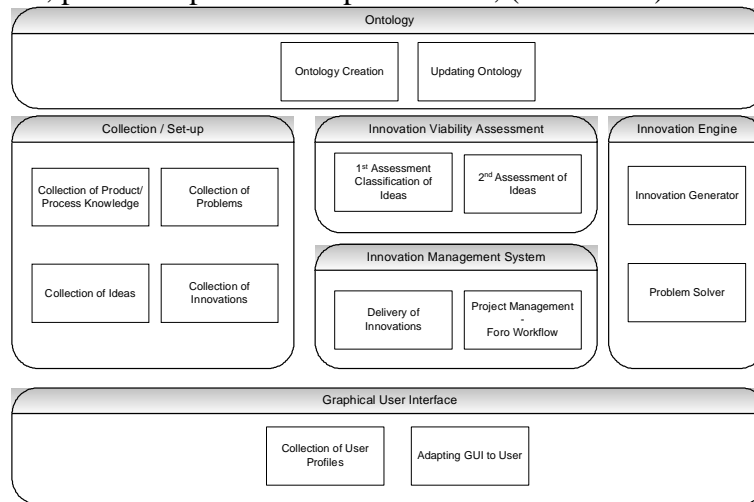 Ontology
Ontology Creation
Updating Ontology
Collection / Set-up
Collection of Product/
Process Knowledge
Collection of
Problems
Collection of Ideas
Collection of
Innovations
Innovation Viability Assessment
1st Assessment
Classification of
Ideas
2nd Assessment of
Ideas
Innovation Management System
Delivery of
Innovations
Project Management
-
Foro Workflow
Innovation Engine
Innovation Generator
Problem Solver
Graphical User Interface
Collection of User
Profiles
Adapting GUI to User